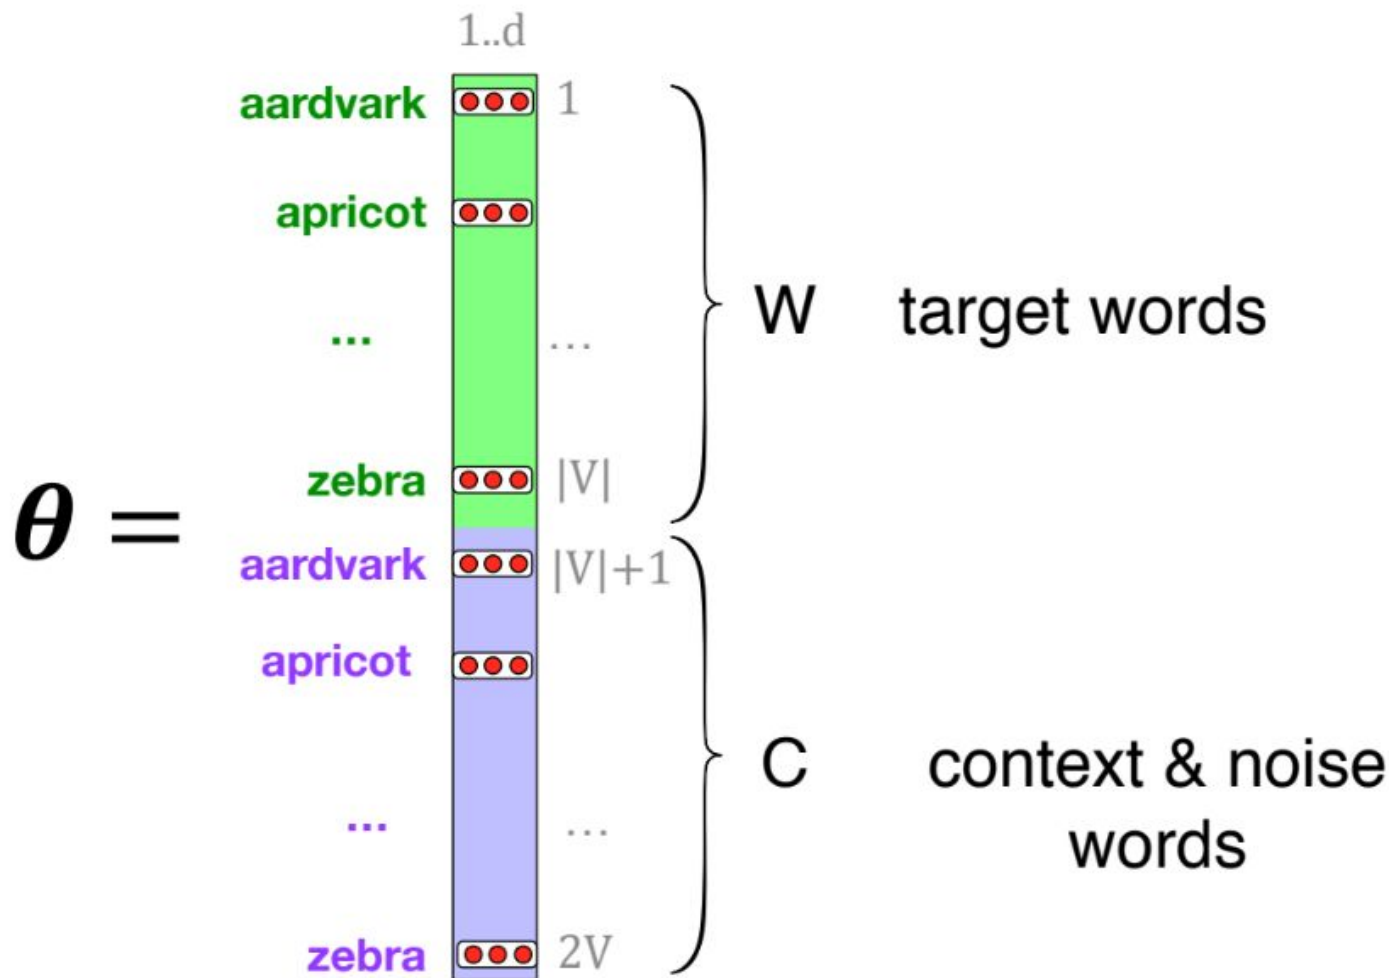 1..d
aardvark 1
apricot
... ...
W target words
zebra |V|
θ =
aardvark |V|+1
apricot
C context & noise
words
... ...
zebra 2V